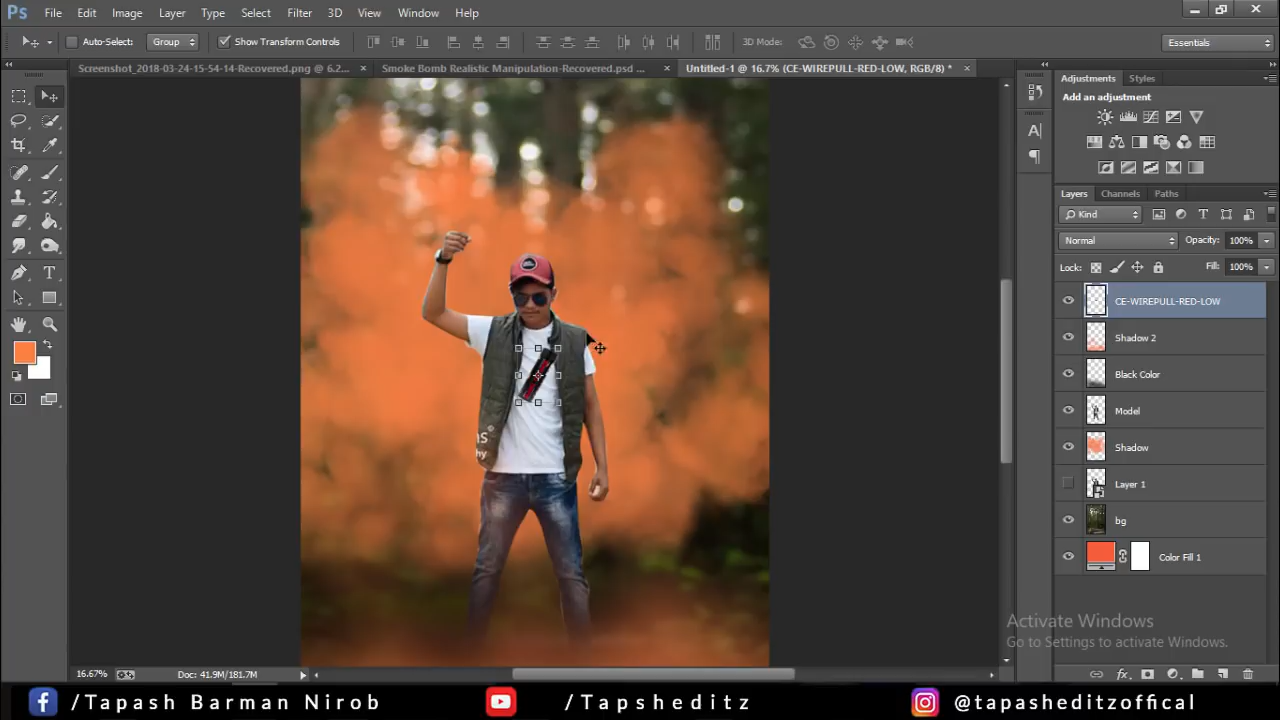 Ps File Edit Image Layer Type Select Filter 3D View Window Help
Auto-Select: Group Show Transform Controls 3D Mode: Essentials
Screenshot_2018-03-24-15-54-14-Recovered.png @ 6.2... × Smoke Bomb Realistic Manipulation-Recovered.psd ... × Untitled-1 @ 16.7% (CE-WIREPULL-RED-LOW, RGB/8) * ×
Adjustments Styles
Add an adjustment
Layers Channels Paths
Kind
Normal Opacity: 100%
Lock: Fill: 100%
CE-WIREPULL-RED-LOW
Shadow 2
Black Color
Model
Shadow
Layer 1
bg
Color Fill 1
Activate Windows
Go to Settings to activate Windows.
16.67% Doc: 41.9M/181.7M
/Tapash Barman Nirob /Tapsheditz @tapasheditzoffical